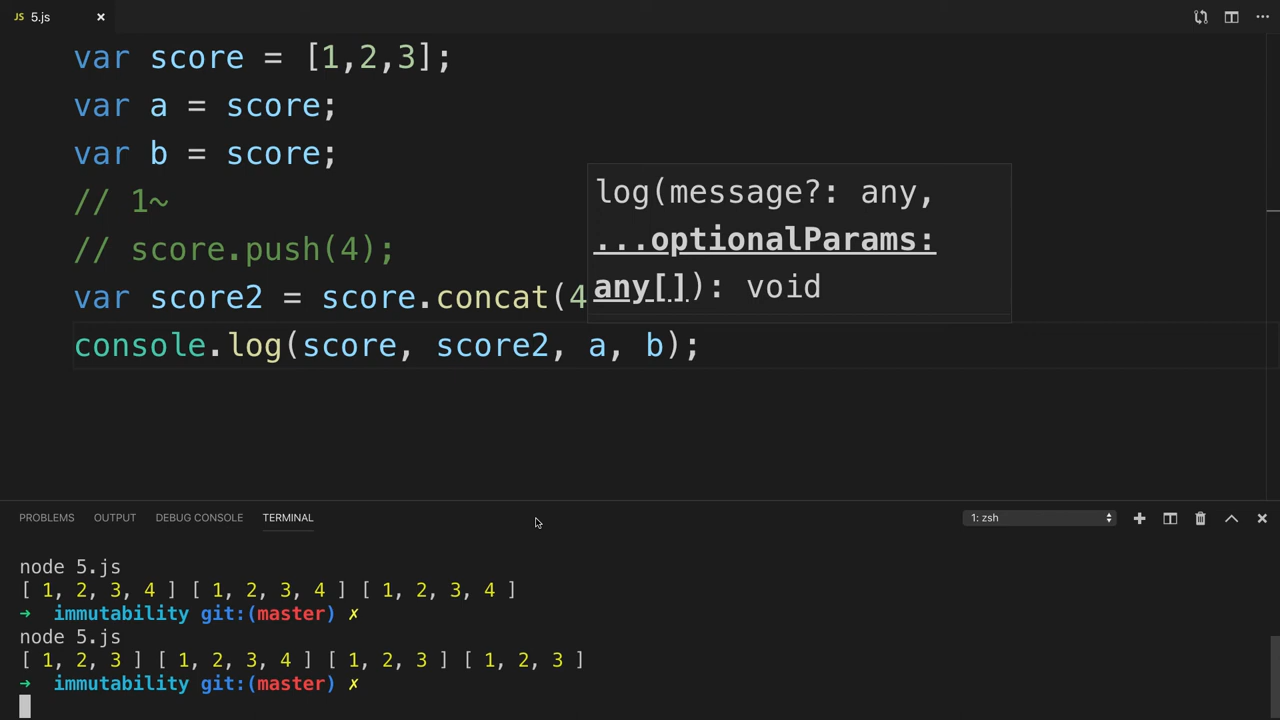 JS 5.js ×
var score = [1,2,3];
var a = score;
var b = score;
// 1~
// score.push(4);
var score2 = score.concat(4
console.log(score, score2, a, b);
log(message?: any,
...optionalParams:
any[]): void
PROBLEMS OUTPUT DEBUG CONSOLE TERMINAL 1: zsh
node 5.js
[ 1, 2, 3, 4 ] [ 1, 2, 3, 4 ] [ 1, 2, 3, 4 ]
➜ immutability git:(master) ✗
node 5.js
[ 1, 2, 3 ] [ 1, 2, 3, 4 ] [ 1, 2, 3 ] [ 1, 2, 3 ]
➜ immutability git:(master) ✗